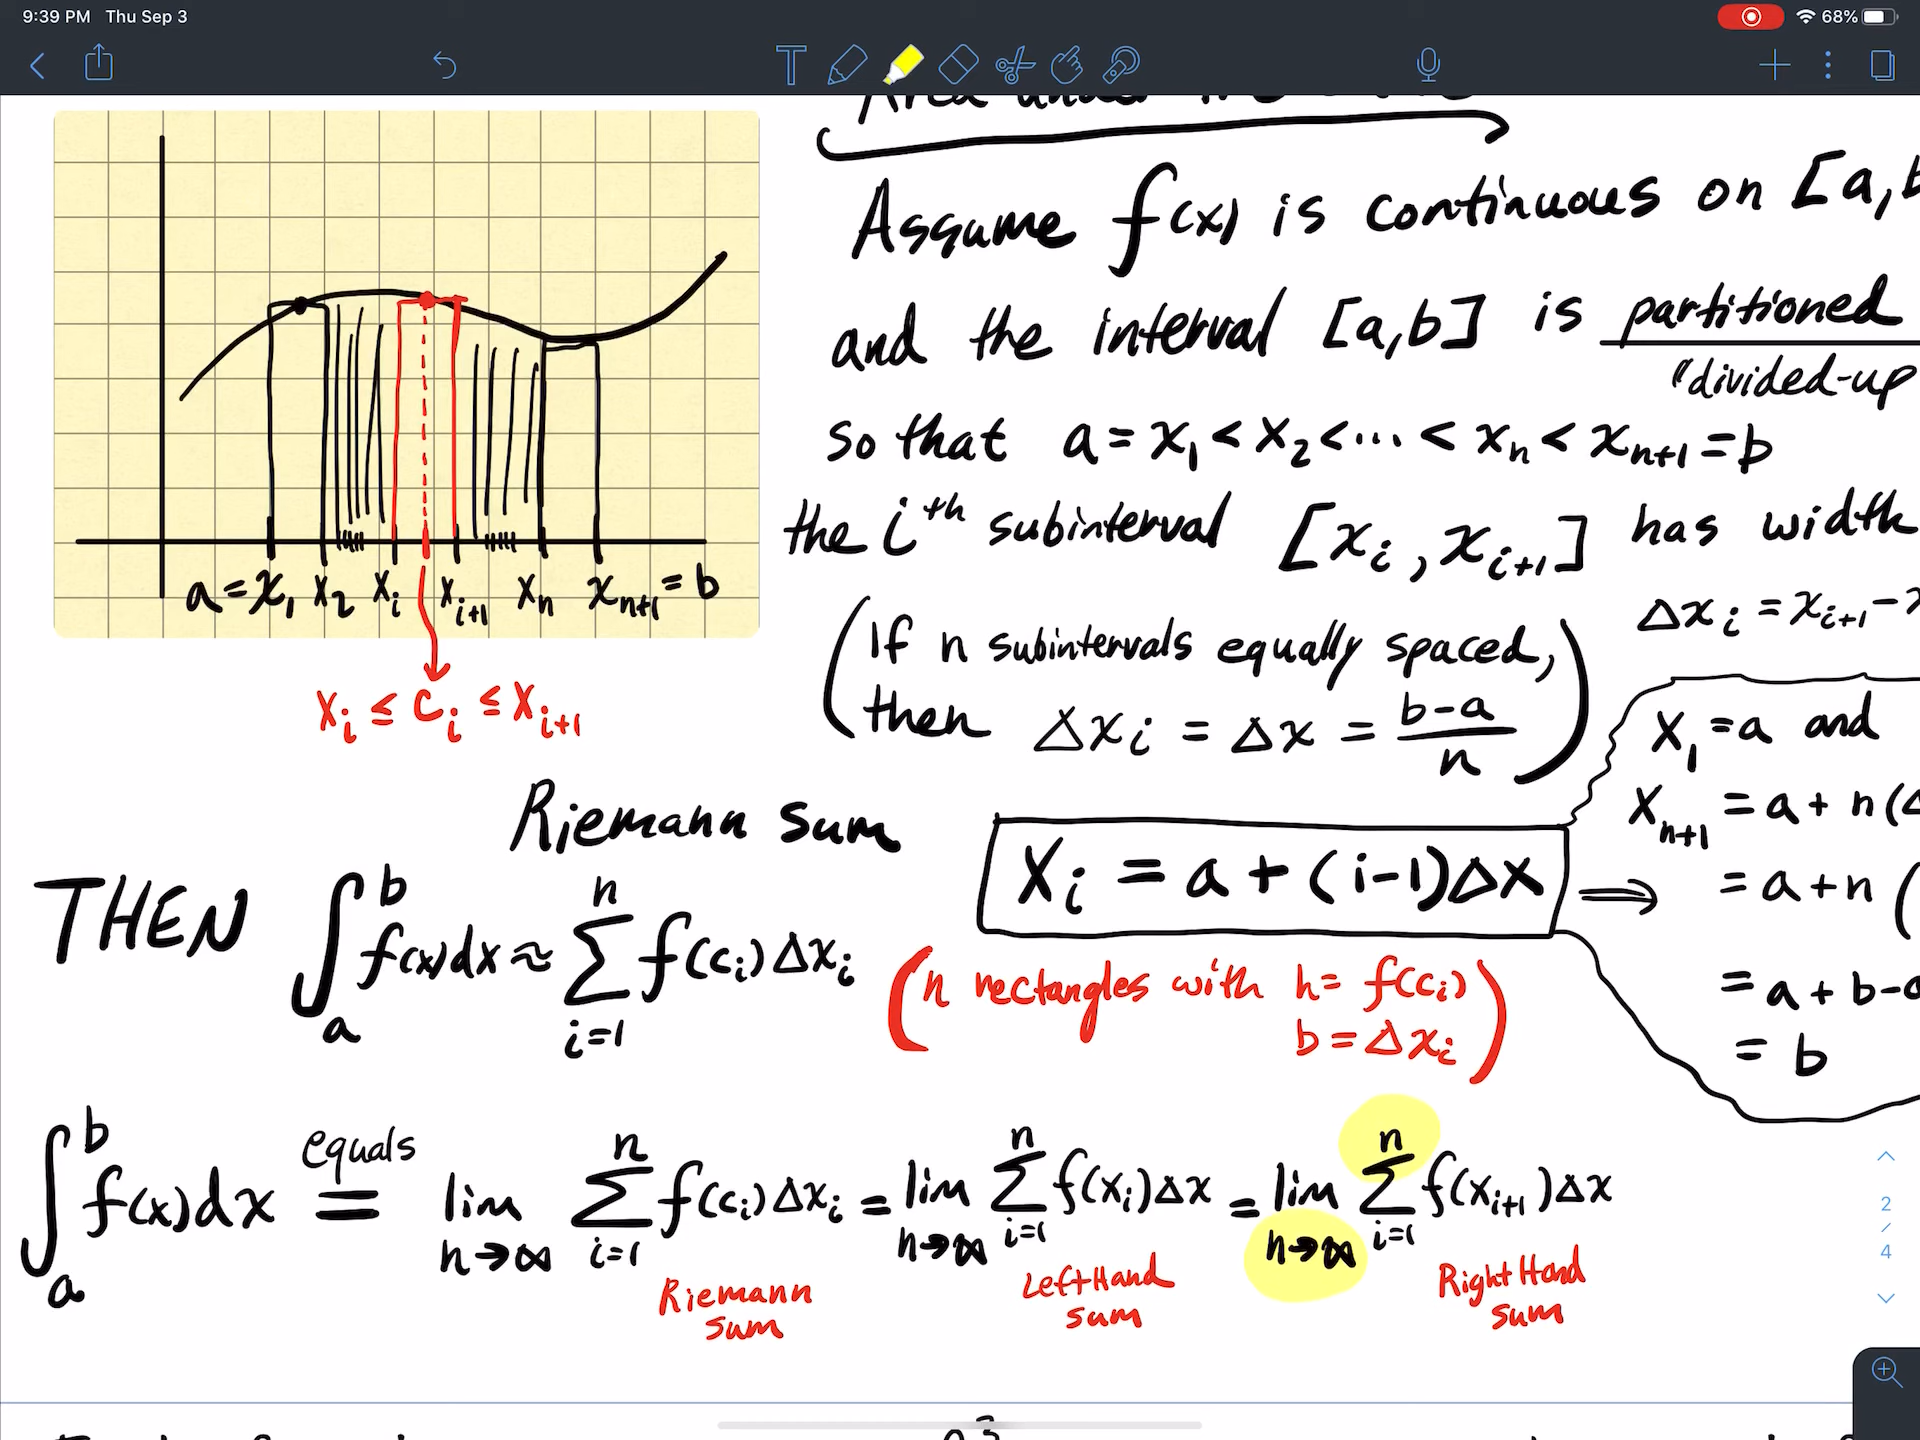 9:39 PM Thu Sep 3
68%
Area under
Assume f(x) is continuous on [a,b
and the interval [a,b] is partitioned
"divided-up
so that a = x₁ < x₂ < ... < xₙ < xₙ₊₁ = b
the iᵗʰ subinterval [xᵢ, xᵢ₊₁] has width
Δxᵢ = xᵢ₊₁ −
(If n subintervals equally spaced,
then Δxᵢ = Δx = (b-a)/n)
a = x₁ x₂ xᵢ xᵢ₊₁ xₙ xₙ₊₁ = b
xᵢ ≤ cᵢ ≤ xᵢ₊₁
xᵢ = a + (i-1)Δx ⇒
x₁ = a and
xₙ₊₁ = a + n(Δ
= a + n (
= a + b-a
= b
Riemann sum
THEN ∫ₐᵇ f(x)dx ≈ ∑ᵢ₌₁ⁿ f(cᵢ) Δxᵢ
(n rectangles with h = f(cᵢ)
b = Δxᵢ)
∫ₐᵇ f(x)dx equals = lim n→∞ ∑ᵢ₌₁ⁿ f(cᵢ)Δxᵢ = lim n→∞ ∑ᵢ₌₁ⁿ f(xᵢ)Δx = lim n→∞ ∑ᵢ₌₁ⁿ f(xᵢ₊₁)Δx
Riemann sum
Left Hand sum
Right Hand sum
2
/
4